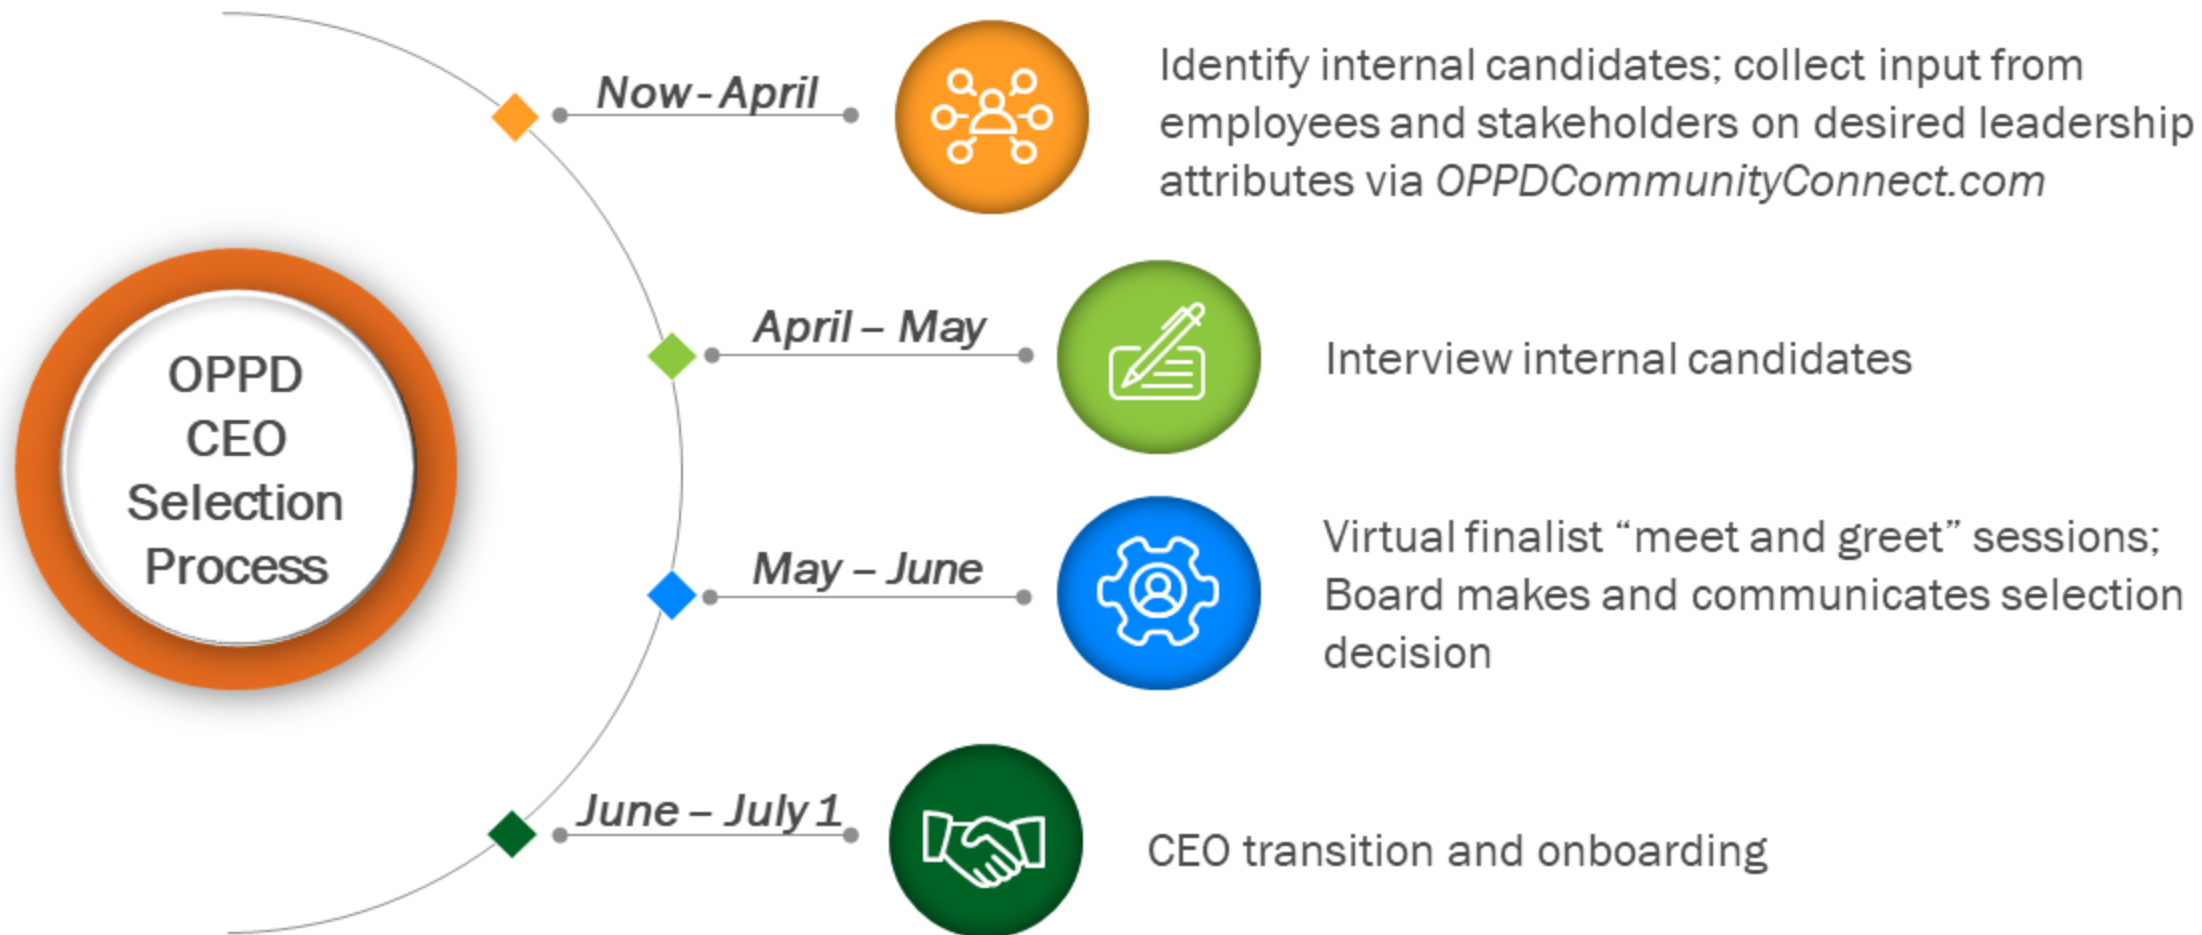 OPPD
CEO
Selection
Process
Now - April
Identify internal candidates; collect input from
employees and stakeholders on desired leadership
attributes via OPPDCommunityConnect.com
April – May
Interview internal candidates
May – June
Virtual finalist “meet and greet” sessions;
Board makes and communicates selection
decision
June – July 1
CEO transition and onboarding